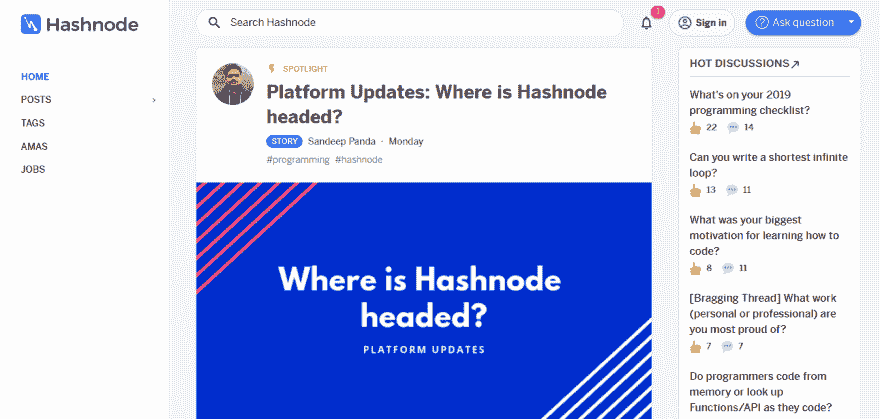 Hashnode
Search Hashnode
Sign in
Ask question
HOME
POSTS
TAGS
AMAS
JOBS
SPOTLIGHT
Platform Updates: Where is Hashnode
headed?
STORY Sandeep Panda · Monday
#programming #hashnode
Where is Hashnode
headed?
PLATFORM UPDATES
HOT DISCUSSIONS
What's on your 2019
programming checklist?
22 14
Can you write a shortest infinite
loop?
13 11
What was your biggest
motivation for learning how to
code?
8 11
[Bragging Thread] What work
(personal or professional) are
you most proud of?
7 7
Do programmers code from
memory or look up
Functions/API as they code?